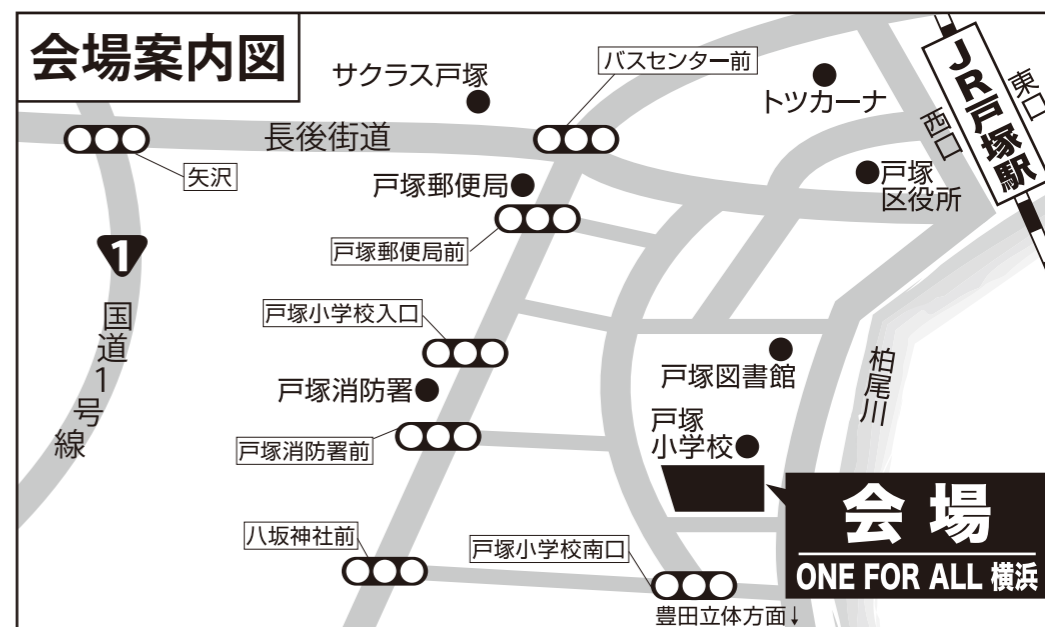 会場案内図
サクラス戸塚
バスセンター前
トツカーナ
JR戸塚駅
東口
西口
長後街道
矢沢
戸塚郵便局
戸塚
区役所
戸塚郵便局前
1
国道1号線
戸塚小学校入口
戸塚図書館
柏尾川
戸塚消防署
戸塚
小学校
戸塚消防署前
会場
ONE FOR ALL 横浜
八坂神社前
戸塚小学校南口
豊田立体方面↓